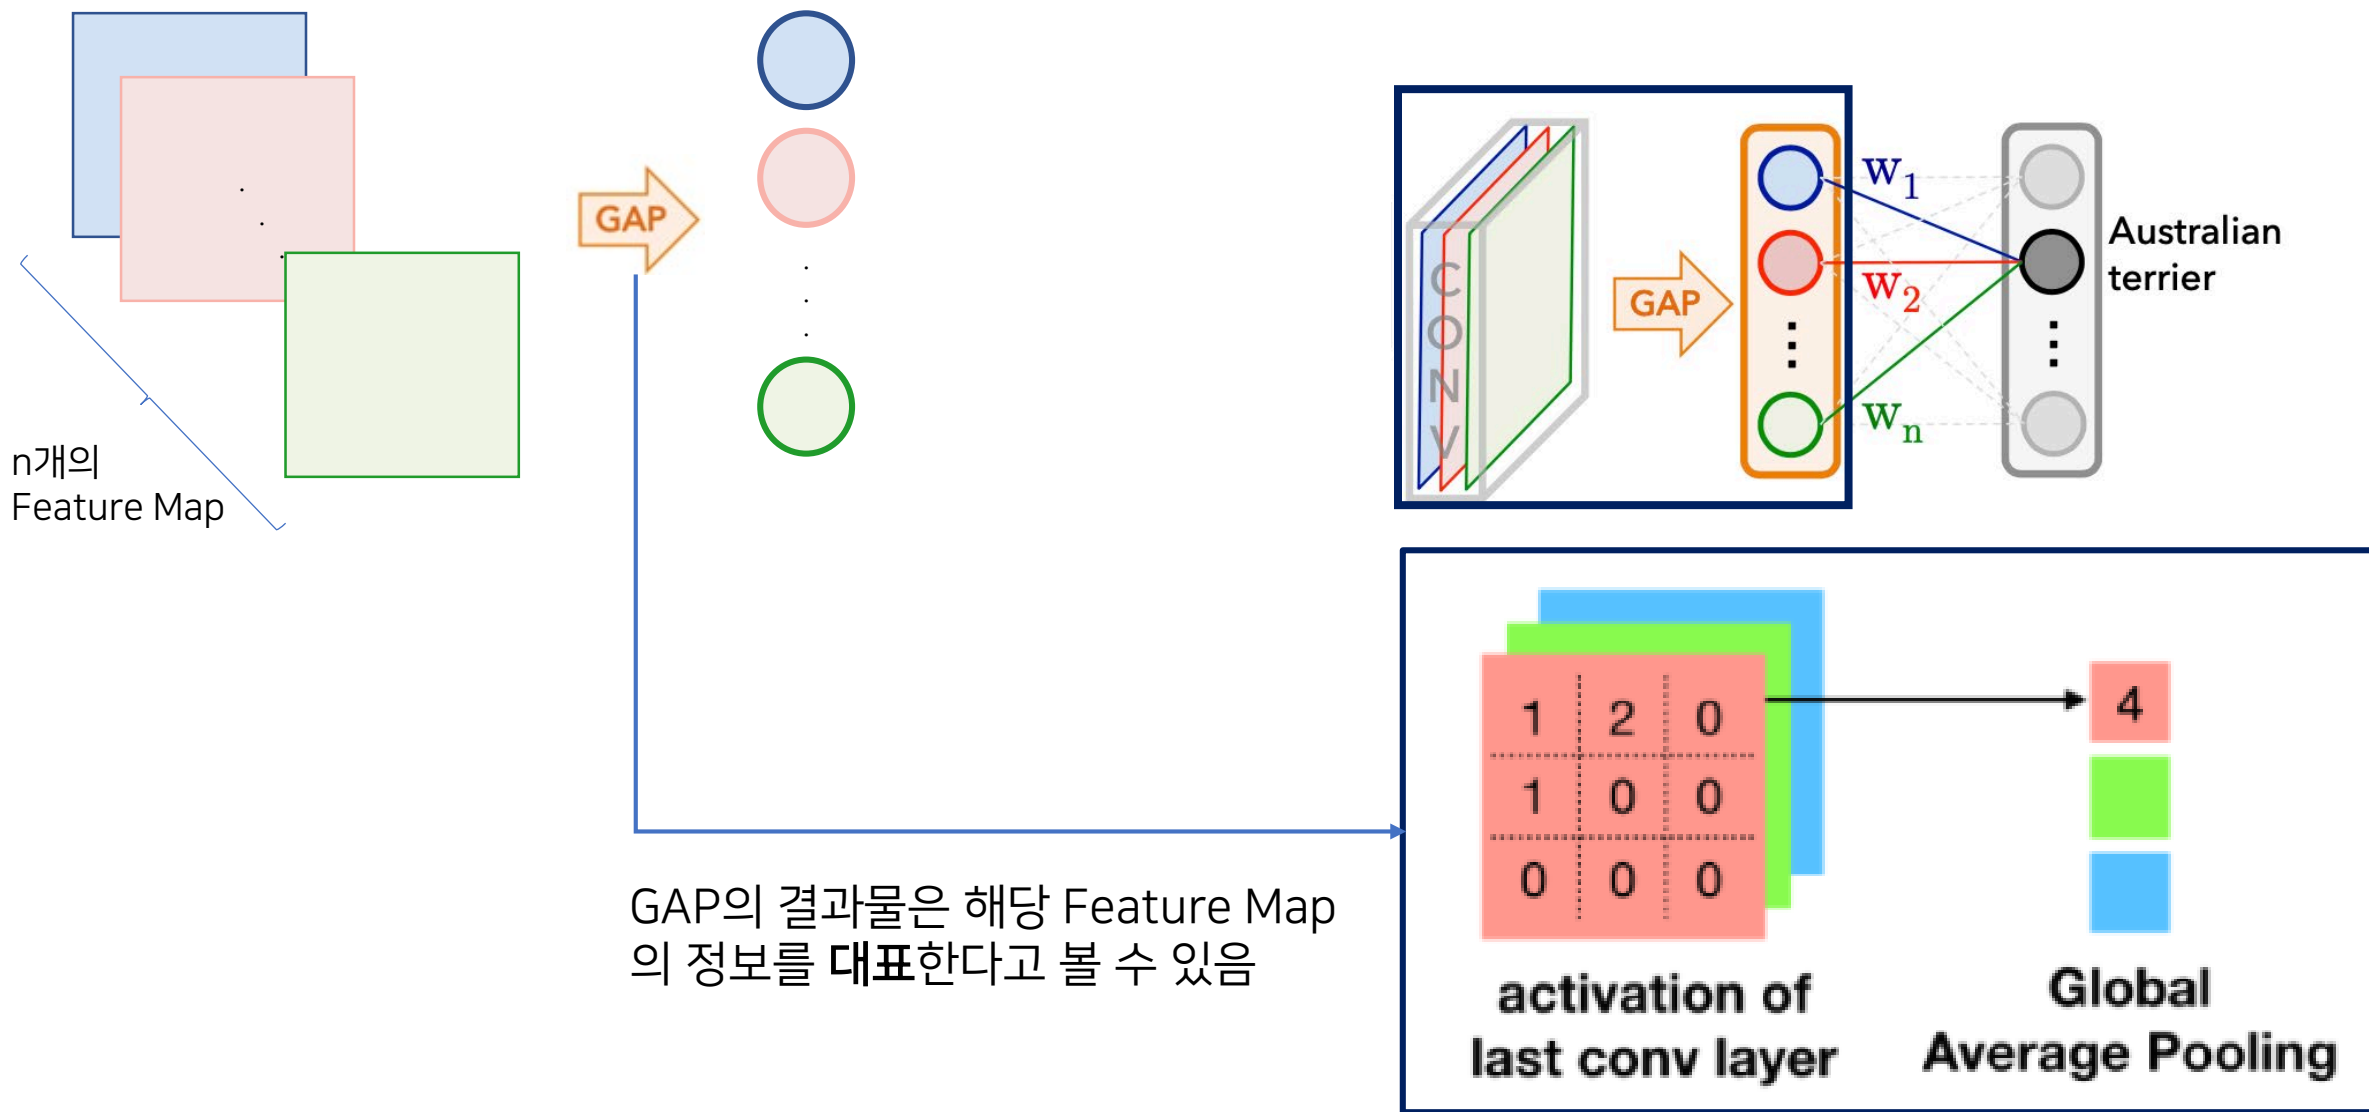 n개의
Feature Map
GAP
GAP의 결과물은 해당 Feature Map
의 정보를 대표한다고 볼 수 있음
CONV
GAP
w1
w2
wn
Australian
terrier
1 2 0
1 0 0
0 0 0
4
activation of
last conv layer
Global
Average Pooling